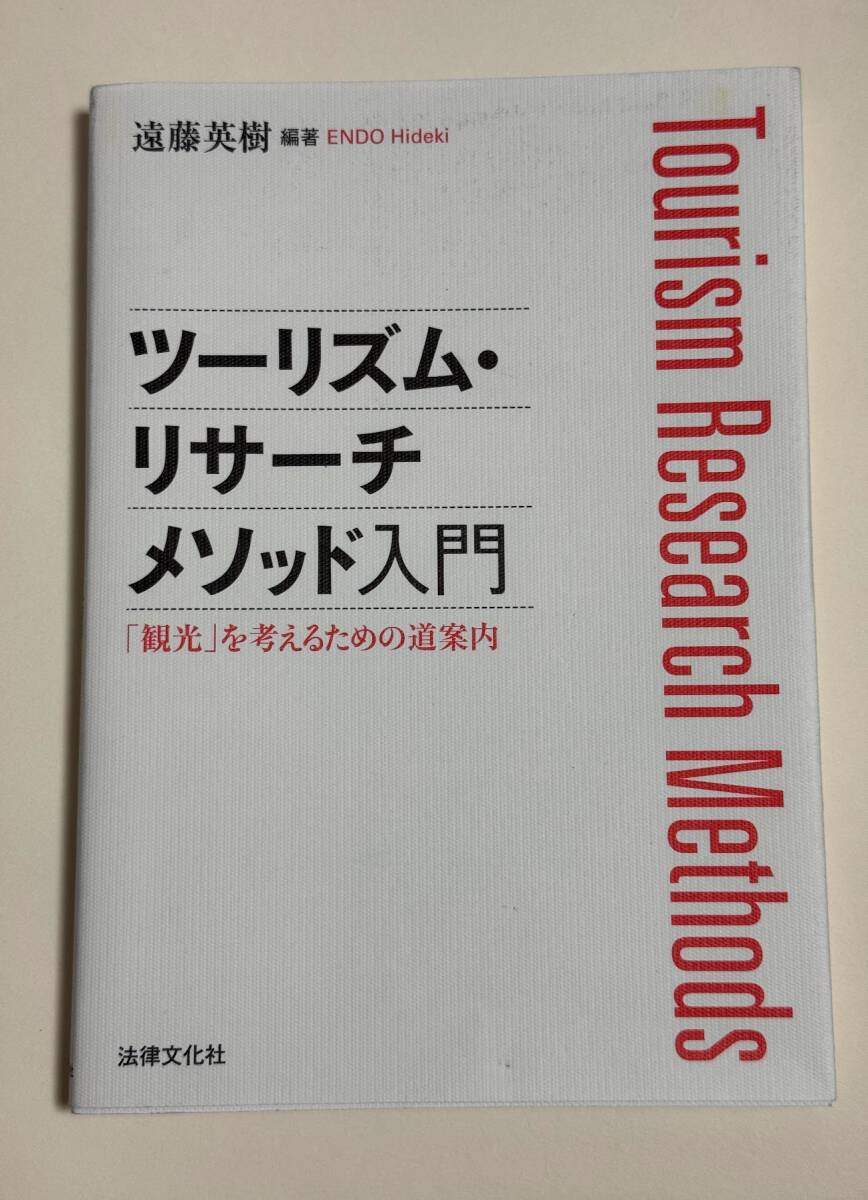 遠藤英樹 編著 ENDO Hideki
ツーリズム・
リサーチ
メソッド入門
「観光」を考えるための道案内
Tourism Research Methods
法律文化社